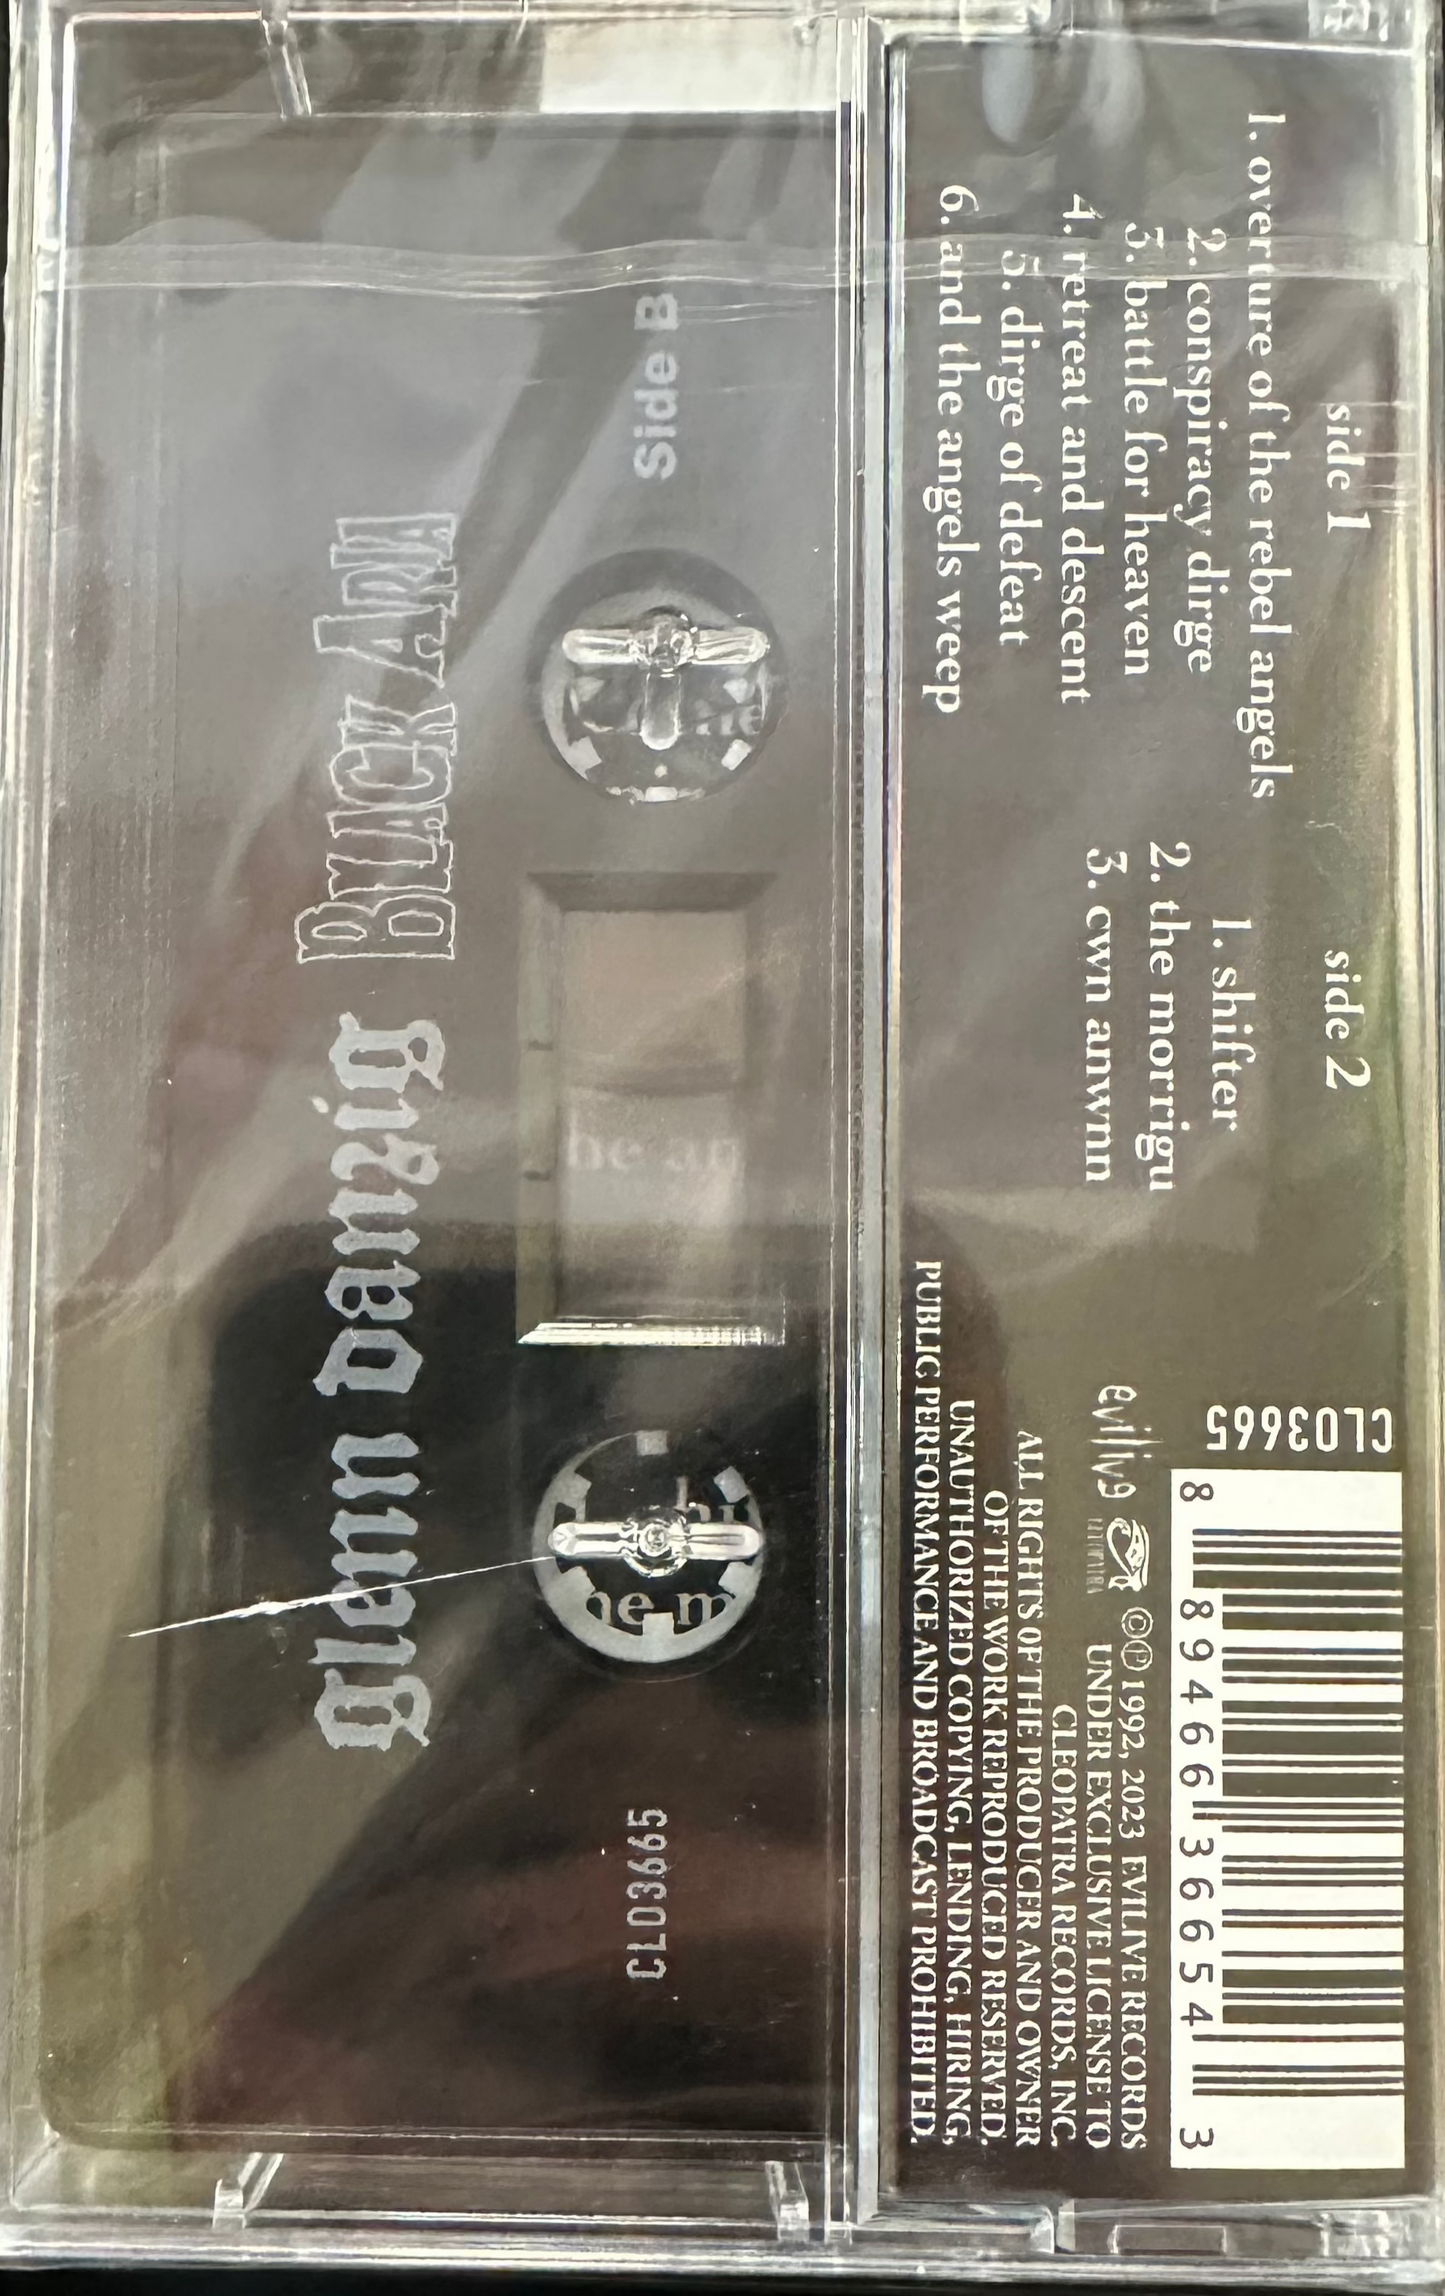 side 1
1. overture of the rebel angels
2. conspiracy dirge
3. battle for heaven
4. retreat and descent
5. dirge of defeat
6. and the angels weep
side 2
1. shifter
2. the morrigu
3. cwn anwnn
CLO3665
8 89466 36654 3
evilive
©℗ 1992, 2023 EVILIVE RECORDS
UNDER EXCLUSIVE LICENSE TO
CLEOPATRA RECORDS, INC.
ALL RIGHTS OF THE PRODUCER AND OWNER
OF THE WORK REPRODUCED RESERVED.
UNAUTHORIZED COPYING, LENDING, HIRING,
PUBLIC PERFORMANCE AND BROADCAST PROHIBITED.
Side B
CLO3665
he an
he m
glenn danzig BLACK ARIA